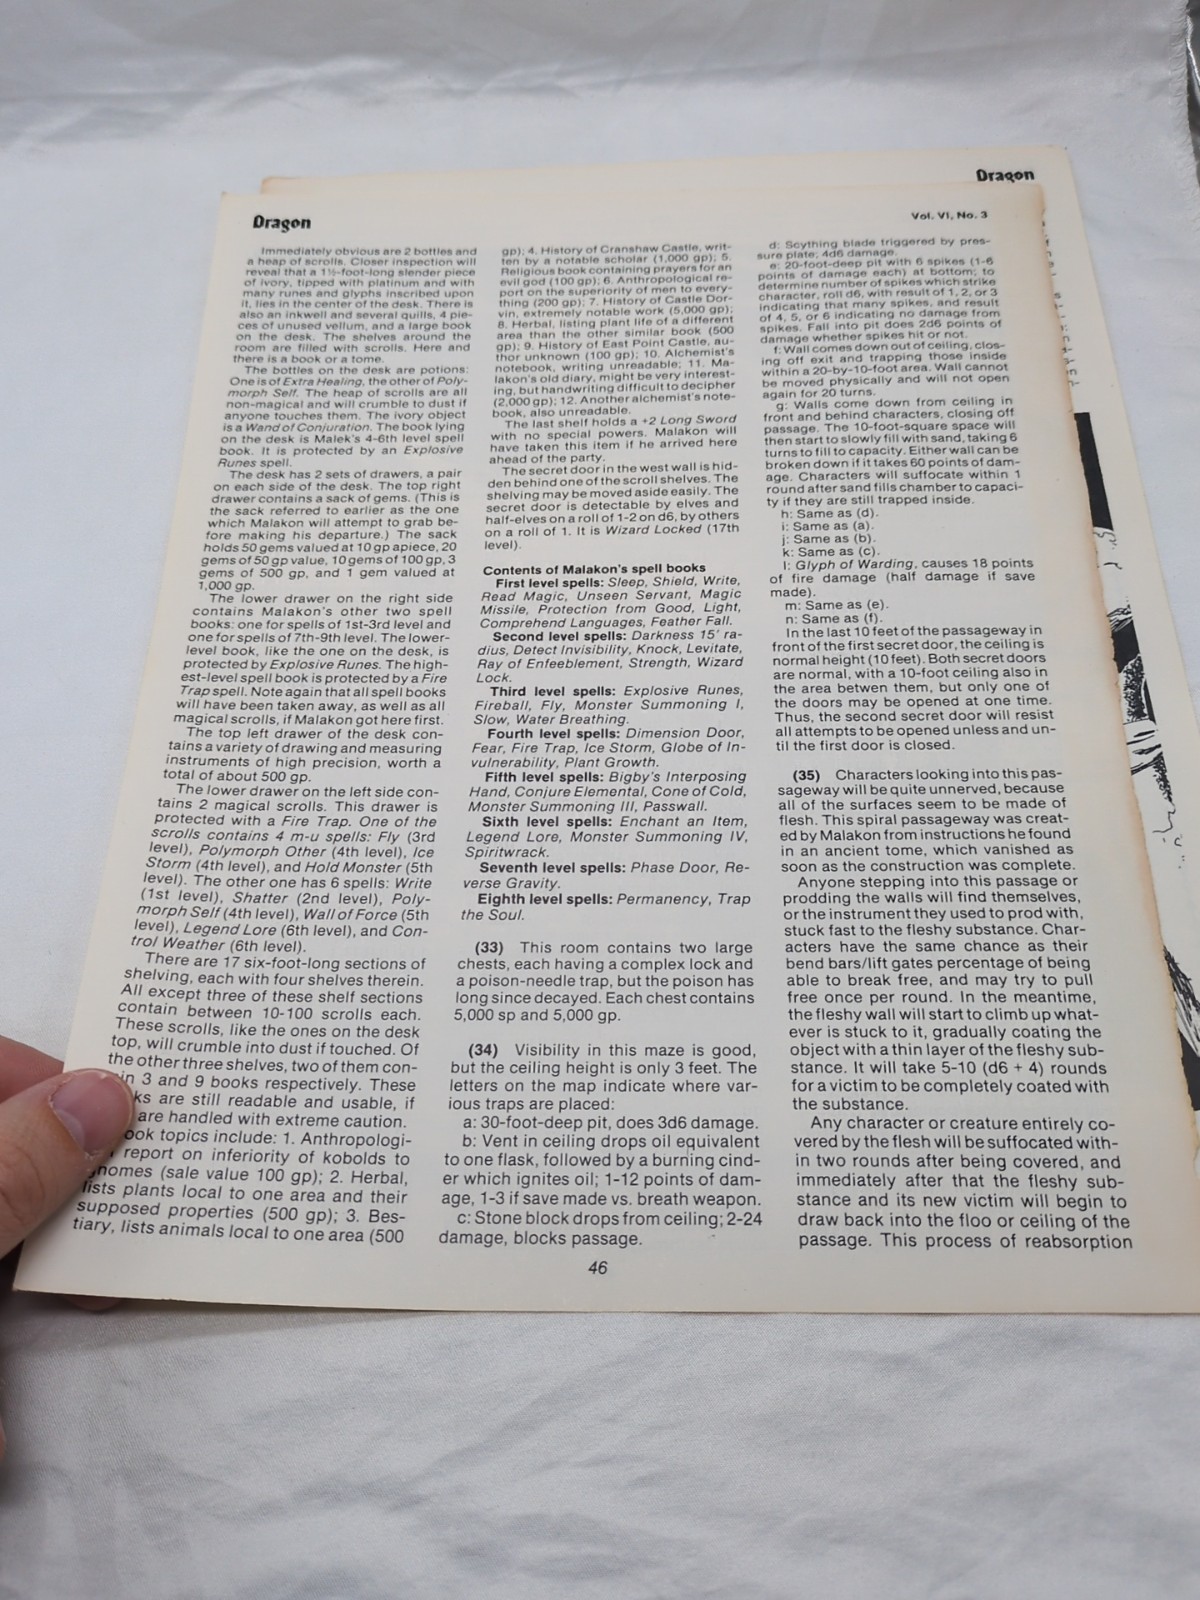 Dragon
Dragon
Vol. VI, No. 3
Immediately obvious are 2 bottles and
a heap of scrolls. Closer inspection will
reveal that a 1½-foot-long slender piece
of ivory, tipped with platinum and with
many runes and glyphs inscribed upon
it, lies in the center of the desk. There is
also an inkwell and several quills, 4 pie-
ces of unused vellum, and a large book
on the desk. The shelves around the
room are filled with scrolls. Here and
there is a book or a tome.
The bottles on the desk are potions:
One is of Extra Healing, the other of Poly-
morph Self. The heap of scrolls are all
non-magical and will crumble to dust if
anyone touches them. The ivory object
is a Wand of Conjuration. The book lying
on the desk is Malek's 4-6th level spell
book. It is protected by an Explosive
Runes spell.
The desk has 2 sets of drawers, a pair
on each side of the desk. The top right
drawer contains a sack of gems. (This is
the sack referred to earlier as the one
which Malakon will attempt to grab be-
fore making his departure.) The sack
holds 50 gems valued at 10 gp apiece, 20
gems of 50 gp value, 10 gems of 100 gp, 3
gems of 500 gp, and 1 gem valued at
1,000 gp.
The lower drawer on the right side
contains Malakon's other two spell
books: one for spells of 1st-3rd level and
one for spells of 7th-9th level. The lower-
level book, like the one on the desk, is
protected by Explosive Runes. The high-
est-level spell book is protected by a Fire
Trap spell. Note again that all spell books
will have been taken away, as well as all
magical scrolls, if Malakon got here first.
The top left drawer of the desk con-
tains a variety of drawing and measuring
instruments of high precision, worth a
total of about 500 gp.
The lower drawer on the left side con-
tains 2 magical scrolls. This drawer is
protected with a Fire Trap. One of the
scrolls contains 4 m-u spells: Fly (3rd
level), Polymorph Other (4th level), Ice
Storm (4th level), and Hold Monster (5th
level). The other one has 6 spells: Write
(1st level), Shatter (2nd level), Poly-
morph Self (4th level), Wall of Force (5th
level), Legend Lore (6th level), and Con-
trol Weather (6th level).
There are 17 six-foot-long sections of
shelving, each with four shelves therein.
All except three of these shelf sections
contain between 10-100 scrolls each.
These scrolls, like the ones on the desk
top, will crumble into dust if touched. Of
the other three shelves, two of them con-
in 3 and 9 books respectively. These
ks are still readable and usable, if
are handled with extreme caution.
ook topics include: 1. Anthropologi-
report on inferiority of kobolds to
gnomes (sale value 100 gp); 2. Herbal,
lists plants local to one area and their
supposed properties (500 gp); 3. Bes-
tiary, lists animals local to one area (500
gp); 4. History of Cranshaw Castle, writ-
ten by a notable scholar (1,000 gp); 5.
Religious book containing prayers for an
evil god (100 gp); 6. Anthropological re-
port on the superiority of men to every-
thing (200 gp); 7. History of Castle Dor-
vin, extremely notable work (5,000 gp);
8. Herbal, listing plant life of a different
area than the other similar book (500
gp); 9. History of East Point Castle, au-
thor unknown (100 gp); 10. Alchemist's
notebook, writing unreadable; 11. Ma-
lakon's old diary, might be very interest-
ing, but handwriting difficult to decipher
(2,000 gp); 12. Another alchemist's note-
book, also unreadable.
The last shelf holds a +2 Long Sword
with no special powers. Malakon will
have taken this item if he arrived here
ahead of the party.
The secret door in the west wall is hid-
den behind one of the scroll shelves. The
shelving may be moved aside easily. The
secret door is detectable by elves and
half-elves on a roll of 1-2 on d6, by others
on a roll of 1. It is Wizard Locked (17th
level).
Contents of Malakon's spell books
First level spells: Sleep, Shield, Write,
Read Magic, Unseen Servant, Magic
Missile, Protection from Good, Light,
Comprehend Languages, Feather Fall.
Second level spells: Darkness 15' ra-
dius, Detect Invisibility, Knock, Levitate,
Ray of Enfeeblement, Strength, Wizard
Lock.
Third level spells: Explosive Runes,
Fireball, Fly, Monster Summoning I,
Slow, Water Breathing.
Fourth level spells: Dimension Door,
Fear, Fire Trap, Ice Storm, Globe of In-
vulnerability, Plant Growth.
Fifth level spells: Bigby's Interposing
Hand, Conjure Elemental, Cone of Cold,
Monster Summoning III, Passwall.
Sixth level spells: Enchant an Item,
Legend Lore, Monster Summoning IV,
Spiritwrack.
Seventh level spells: Phase Door, Re-
verse Gravity.
Eighth level spells: Permanency, Trap
the Soul.
(33) This room contains two large
chests, each having a complex lock and
a poison-needle trap, but the poison has
long since decayed. Each chest contains
5,000 sp and 5,000 gp.
(34) Visibility in this maze is good,
but the ceiling height is only 3 feet. The
letters on the map indicate where var-
ious traps are placed:
a: 30-foot-deep pit, does 3d6 damage.
b: Vent in ceiling drops oil equivalent
to one flask, followed by a burning cind-
er which ignites oil; 1-12 points of dam-
age, 1-3 if save made vs. breath weapon.
c: Stone block drops from ceiling; 2-24
damage, blocks passage.
d: Scything blade triggered by pres-
sure plate; 4d6 damage.
e: 20-foot-deep pit with 6 spikes (1-6
points of damage each) at bottom; to
determine number of spikes which strike
character, roll d6, with result of 1, 2, or 3
indicating that many spikes, and result
of 4, 5, or 6 indicating no damage from
spikes. Fall into pit does 2d6 points of
damage whether spikes hit or not.
f: Wall comes down out of ceiling, clos-
ing off exit and trapping those inside
within a 20-by-10-foot area. Wall cannot
be moved physically and will not open
again for 20 turns.
g: Walls come down from ceiling in
front and behind characters, closing off
passage. The 10-foot-square space will
then start to slowly fill with sand, taking 6
turns to fill to capacity. Either wall can be
broken down if it takes 60 points of dam-
age. Characters will suffocate within 1
round after sand fills chamber to capaci-
ty if they are still trapped inside.
h: Same as (d).
i: Same as (a).
j: Same as (b).
k: Same as (c).
l: Glyph of Warding, causes 18 points
of fire damage (half damage if save
made).
m: Same as (e).
n: Same as (f).
In the last 10 feet of the passageway in
front of the first secret door, the ceiling is
normal height (10 feet). Both secret doors
are normal, with a 10-foot ceiling also in
the area betwen them, but only one of
the doors may be opened at one time.
Thus, the second secret door will resist
all attempts to be opened unless and un-
til the first door is closed.
(35) Characters looking into this pas-
sageway will be quite unnerved, because
all of the surfaces seem to be made of
flesh. This spiral passageway was creat-
ed by Malakon from instructions he found
in an ancient tome, which vanished as
soon as the construction was complete.
Anyone stepping into this passage or
prodding the walls will find themselves,
or the instrument they used to prod with,
stuck fast to the fleshy substance. Char-
acters have the same chance as their
bend bars/lift gates percentage of being
able to break free, and may try to pull
free once per round. In the meantime,
the fleshy wall will start to climb up what-
ever is stuck to it, gradually coating the
object with a thin layer of the fleshy sub-
stance. It will take 5-10 (d6 + 4) rounds
for a victim to be completely coated with
the substance.
Any character or creature entirely co-
vered by the flesh will be suffocated with-
in two rounds after being covered, and
immediately after that the fleshy sub-
stance and its new victim will begin to
draw back into the floo or ceiling of the
passage. This process of reabsorption
46